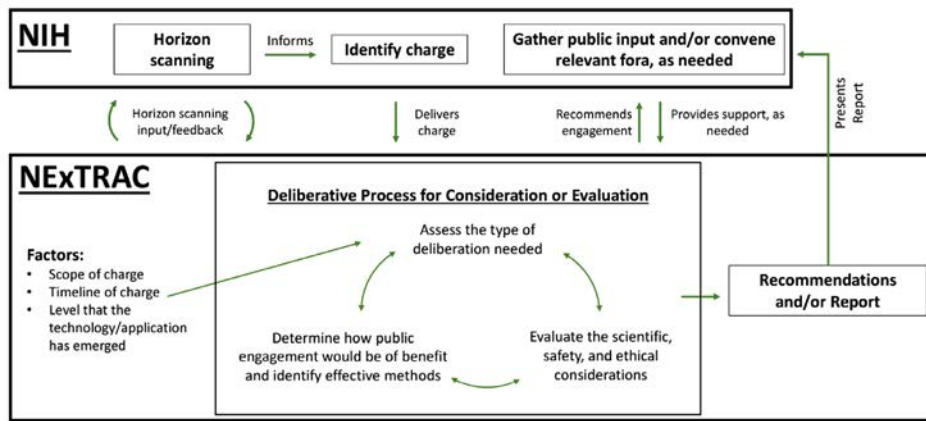 NIH
Horizon
scanning
Informs
Identify charge
Gather public input and/or convene
relevant fora, as needed
Horizon scanning
input/feedback
Delivers
charge
Recommends
engagement
Provides support, as
needed
Presents
Report
NExTRAC
Deliberative Process for Consideration or Evaluation
Assess the type of
deliberation needed
Factors:
• Scope of charge
• Timeline of charge
• Level that the
technology/application
has emerged
Determine how public
engagement would be of benefit
and identify effective methods
Evaluate the scientific,
safety, and ethical
considerations
Recommendations
and/or Report